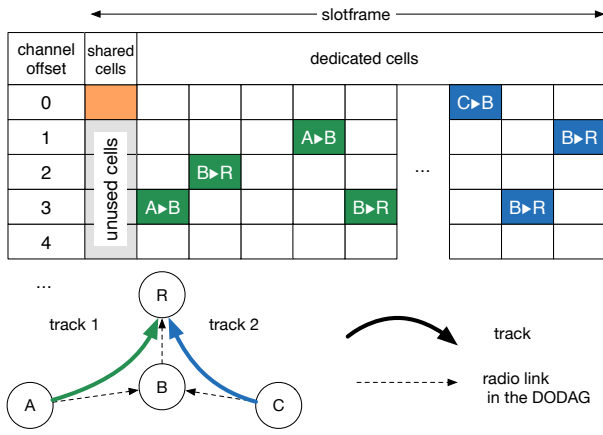 slotframe
channel offset
shared cells
dedicated cells
0
C▸B
1
A▸B
B▸R
2
B▸R
...
3
A▸B
B▸R
B▸R
4
unused cells
...
R
track 1
track 2
track
B
radio link
in the DODAG
A
C